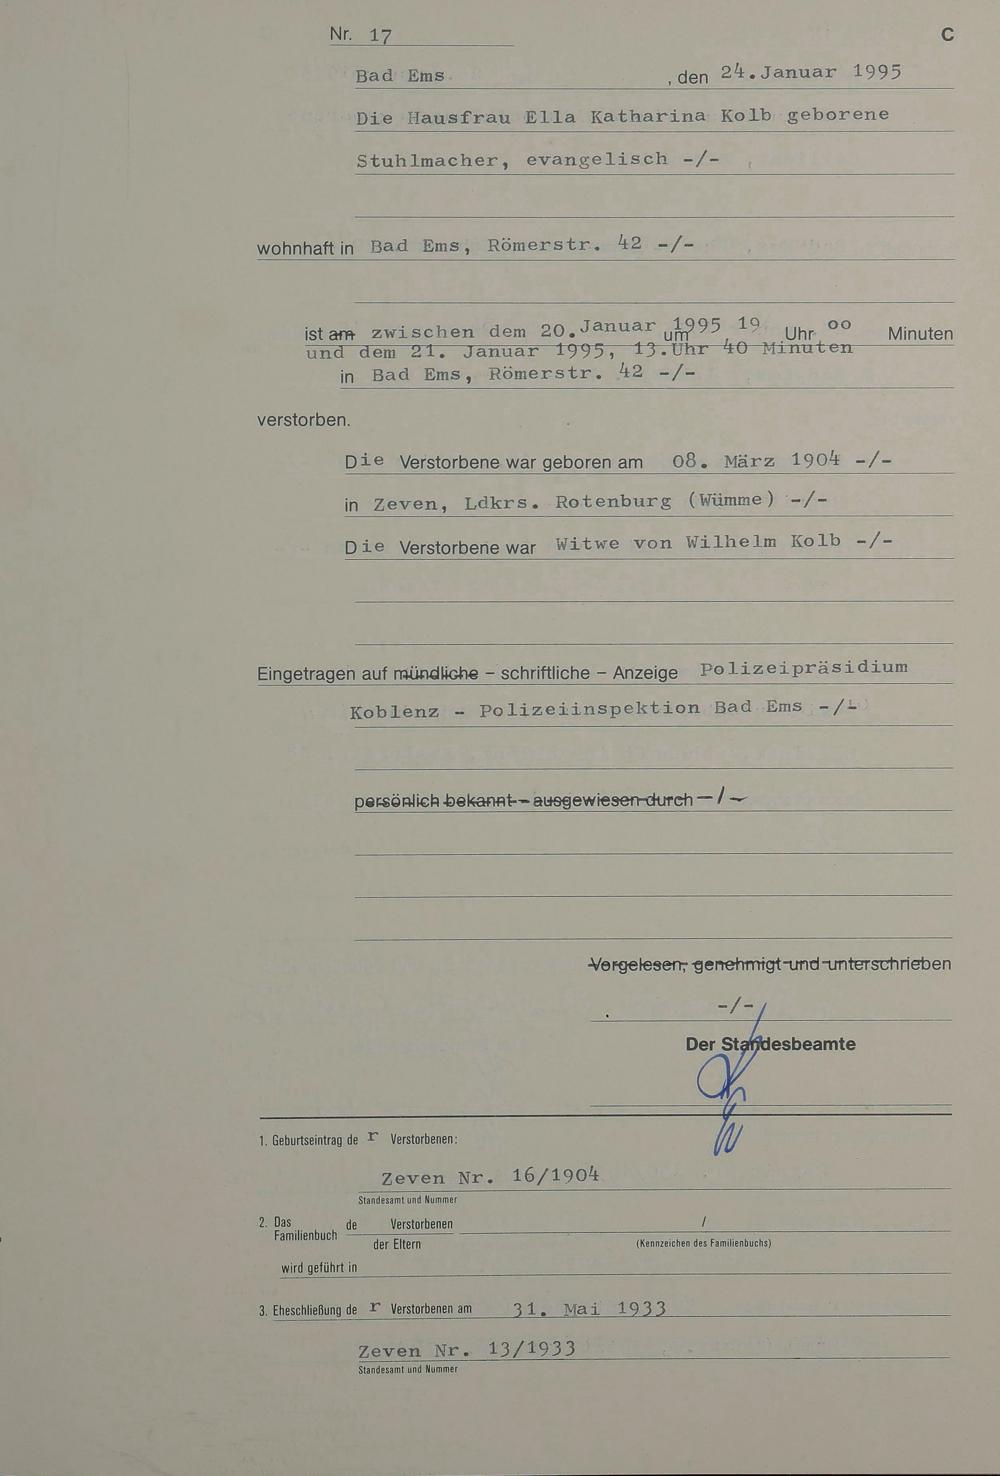 Nr. 17
C
Bad Ems , den 24.Januar 1995
Die Hausfrau Ella Katharina Kolb geborene
Stuhlmacher, evangelisch -/-
wohnhaft in Bad Ems, Römerstr. 42 -/-
ist am zwischen dem 20.Januar 1995 um 19 Uhr 00 Minuten
und dem 21. Januar 1995, 13.Uhr 40 Minuten
in Bad Ems, Römerstr. 42 -/-
verstorben.
Die Verstorbene war geboren am 08. März 1904 -/-
in Zeven, Ldkrs. Rotenburg (Wümme) -/-
Die Verstorbene war Witwe von Wilhelm Kolb -/-
Eingetragen auf mündliche – schriftliche – Anzeige Polizeipräsidium
Koblenz - Polizeiinspektion Bad Ems -/-
persönlich bekannt – ausgewiesen durch -/-
Vorgelesen, genehmigt und unterschrieben
-/-
Der Standesbeamte
1. Geburtseintrag de r Verstorbenen:
Zeven Nr. 16/1904
Standesamt und Nummer
2. Das Familienbuch de Verstorbenen /
der Eltern (Kennzeichen des Familienbuchs)
wird geführt in
3. Eheschließung de r Verstorbenen am 31. Mai 1933
Zeven Nr. 13/1933
Standesamt und Nummer